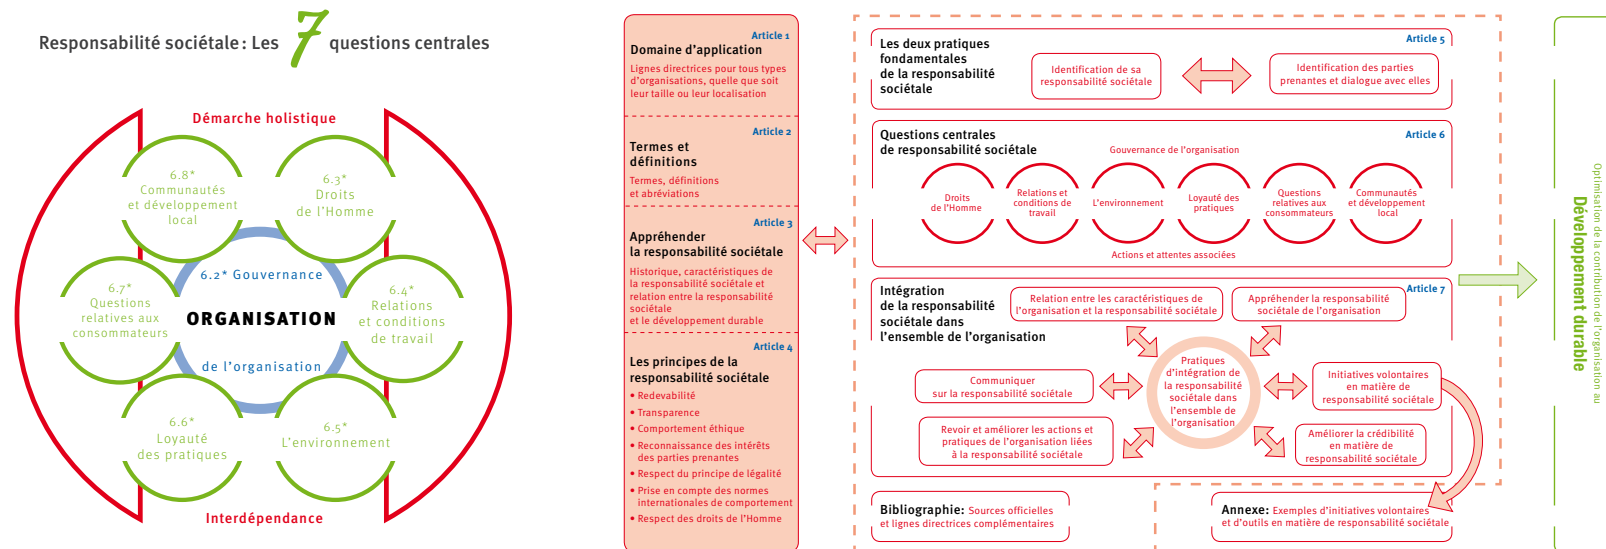 Responsabilité sociétale : Les 7 questions centrales
Démarche holistique
6.8*
Communautés
et développement
local
6.3*
Droits
de l'Homme
6.2* Gouvernance
6.7*
Questions
relatives aux
consommateurs
ORGANISATION
6.4*
Relations
et conditions
de travail
de l'organisation
6.6*
Loyauté
des pratiques
6.5*
L'environnement
Interdépendance
Article 1
Domaine d'application
Lignes directrices pour tous types
d'organisations, quelle que soit
leur taille ou leur localisation
Article 2
Termes et
définitions
Termes, définitions
et abréviations
Article 3
Appréhender
la responsabilité sociétale
Historique, caractéristiques de
la responsabilité sociétale et
relation entre la responsabilité
sociétale
et le développement durable
Article 4
Les principes de la
responsabilité sociétale
• Redevabilité
• Transparence
• Comportement éthique
• Reconnaissance des intérêts
des parties prenantes
• Respect du principe de légalité
• Prise en compte des normes
internationales de comportement
• Respect des droits de l'Homme
Article 5
Les deux pratiques
fondamentales
de la responsabilité
sociétale
Identification de sa
responsabilité sociétale
Identification des parties
prenantes et dialogue avec elles
Article 6
Questions centrales
de responsabilité sociétale
Gouvernance de l'organisation
Droits
de l'Homme
Relations et
conditions de
travail
L'environnement
Loyauté des
pratiques
Questions
relatives aux
consommateurs
Communautés
et développement
local
Actions et attentes associées
Article 7
Intégration
de la responsabilité
sociétale dans
l'ensemble de l'organisation
Relation entre les caractéristiques de
l'organisation et la responsabilité sociétale
Appréhender la responsabilité
sociétale de l'organisation
Pratiques
d'intégration de
la responsabilité
sociétale dans
l'ensemble de
l'organisation
Communiquer
sur la responsabilité sociétale
Initiatives volontaires
en matière de
responsabilité sociétale
Revoir et améliorer les actions et
pratiques de l'organisation liées
à la responsabilité sociétale
Améliorer la crédibilité
en matière de
responsabilité sociétale
Bibliographie: Sources officielles
et lignes directrices complémentaires
Annexe: Exemples d'initiatives volontaires
et d'outils en matière de responsabilité sociétale
Optimisation de la contribution de l'organisation au
Développement durable